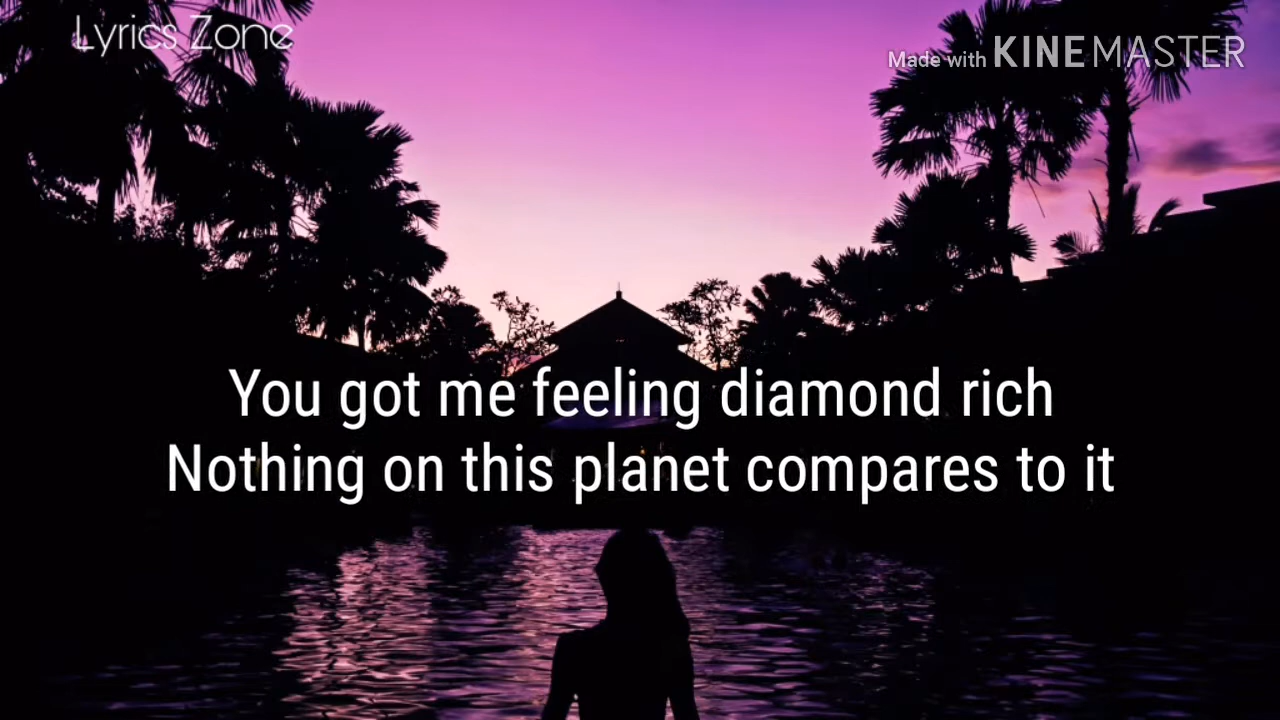 Lyrics Zone
Made with KINEMASTER
You got me feeling diamond rich
Nothing on this planet compares to it